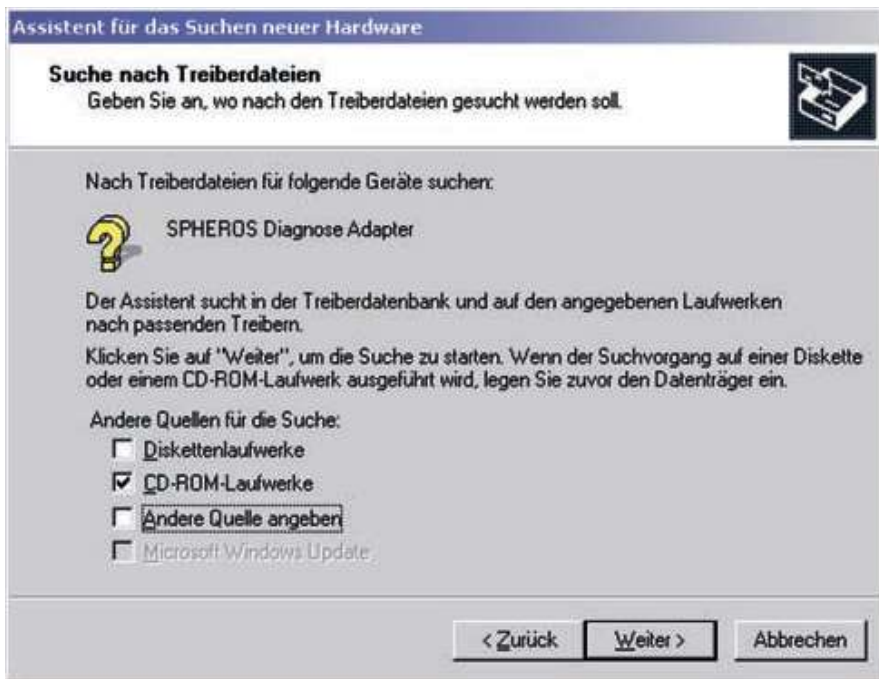 Assistent für das Suchen neuer Hardware
Suche nach Treiberdateien
Geben Sie an, wo nach den Treiberdateien gesucht werden soll.
Nach Treiberdateien für folgende Geräte suchen:
SPHEROS Diagnose Adapter
Der Assistent sucht in der Treiberdatenbank und auf den angegebenen Laufwerken
nach passenden Treibern.
Klicken Sie auf "Weiter", um die Suche zu starten. Wenn der Suchvorgang auf einer Diskette
oder einem CD-ROM-Laufwerk ausgeführt wird, legen Sie zuvor den Datenträger ein.
Andere Quellen für die Suche:
Diskettenlaufwerke
CD-ROM-Laufwerke
Andere Quelle angeben
Microsoft Windows Update
< Zurück Weiter > Abbrechen